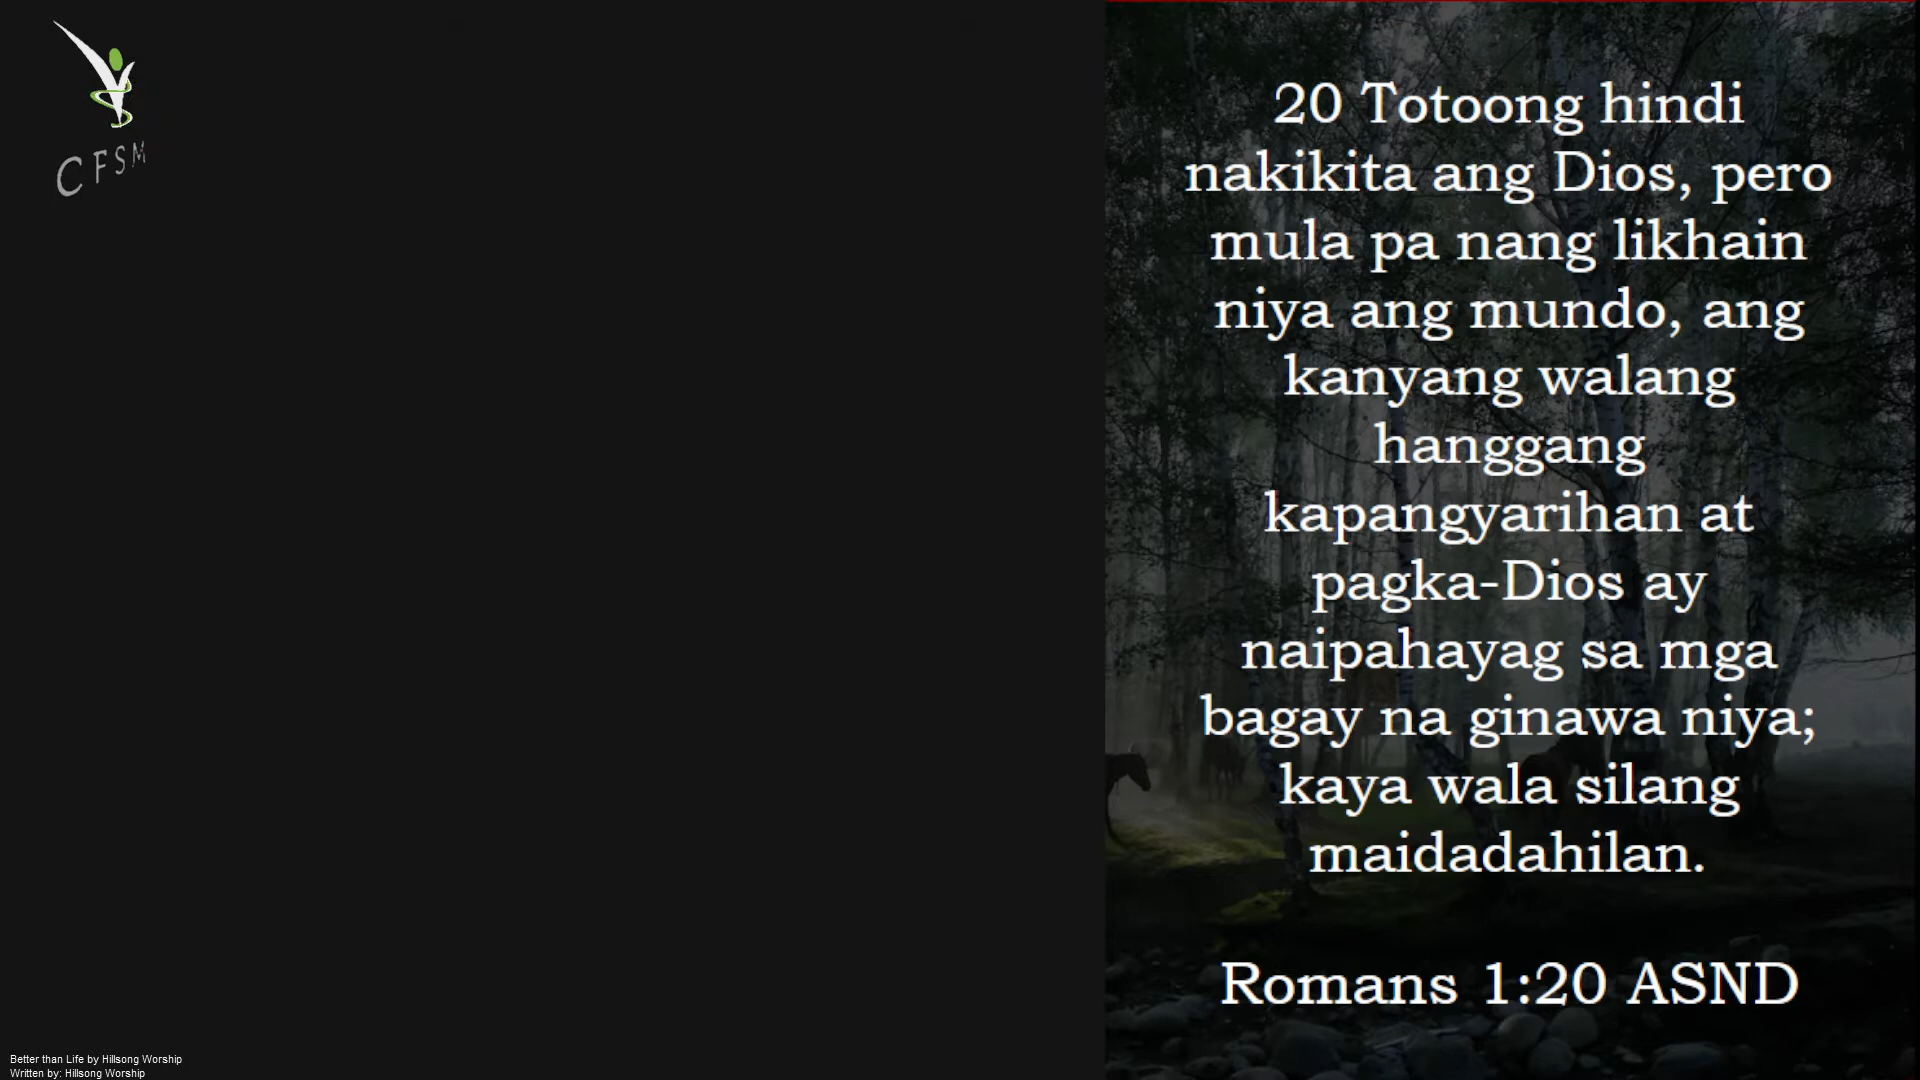 CFSM
20 Totoong hindi
nakikita ang Dios, pero
mula pa nang likhain
niya ang mundo, ang
kanyang walang
hanggang
kapangyarihan at
pagka-Dios ay
naipahayag sa mga
bagay na ginawa niya;
kaya wala silang
maidadahilan.
Romans 1:20 ASND
Better than Life by Hillsong Worship
Written by: Hillsong Worship